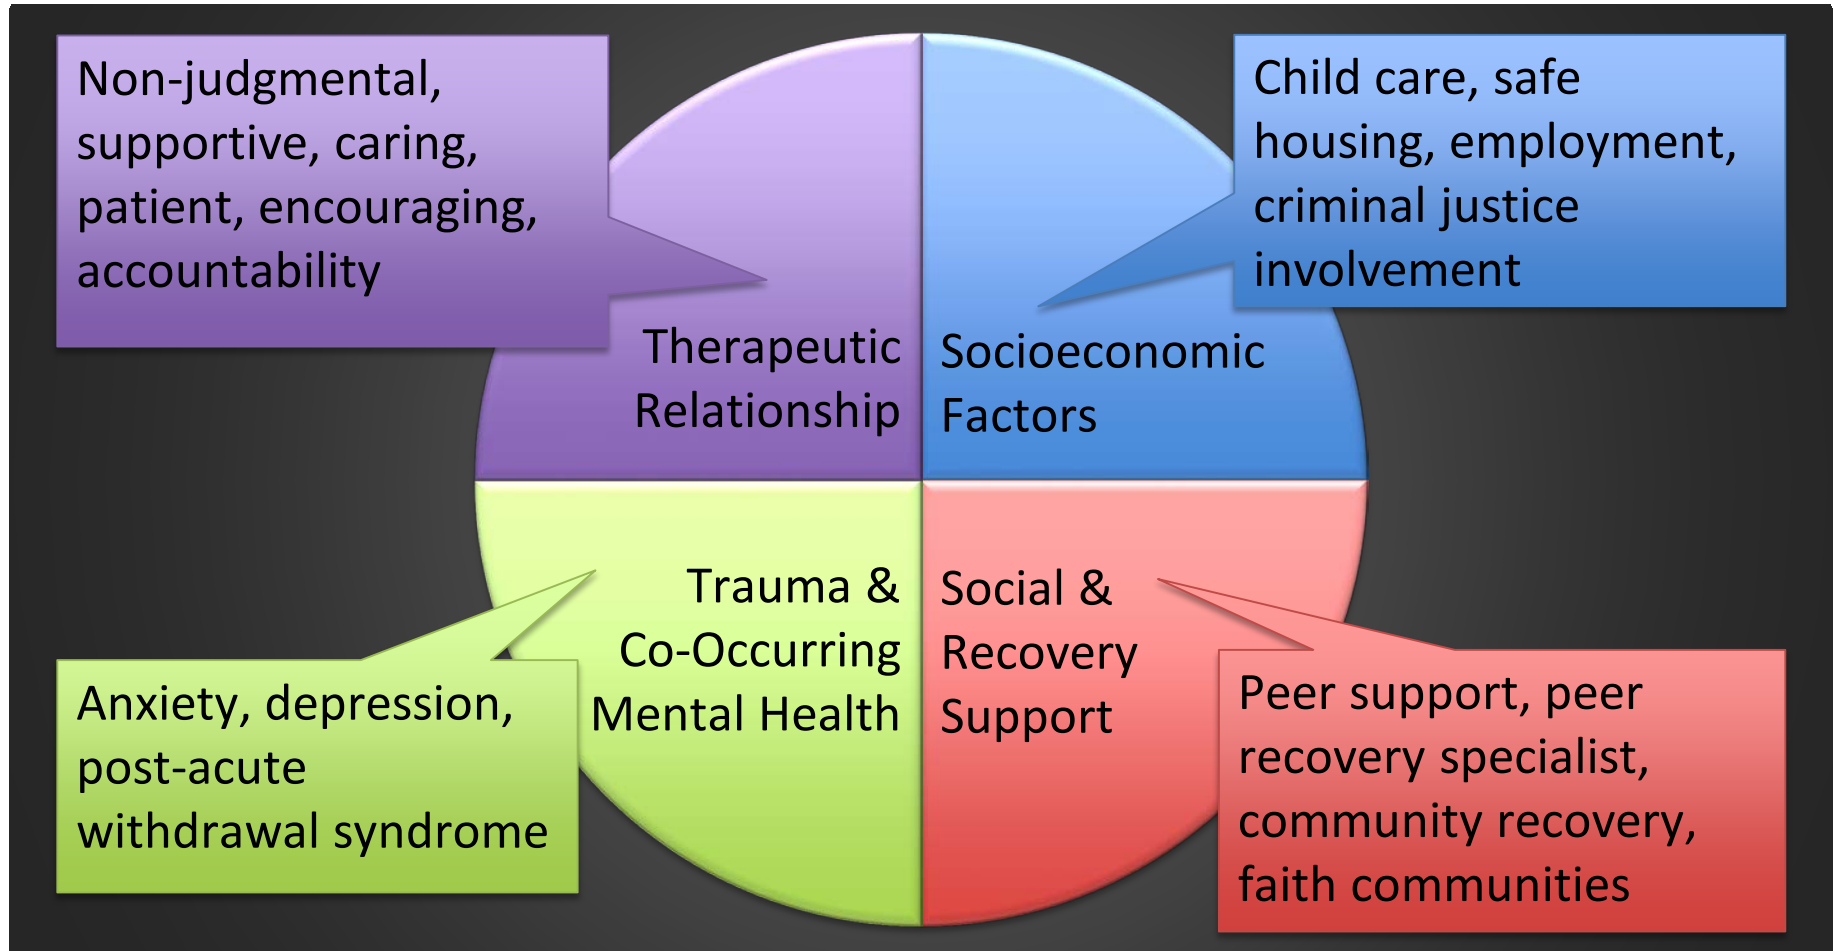 Non-judgmental,
supportive, caring,
patient, encouraging,
accountability
Child care, safe
housing, employment,
criminal justice
involvement
Therapeutic
Relationship
Socioeconomic
Factors
Trauma &
Co-Occurring
Mental Health
Social &
Recovery
Support
Anxiety, depression,
post-acute
withdrawal syndrome
Peer support, peer
recovery specialist,
community recovery,
faith communities